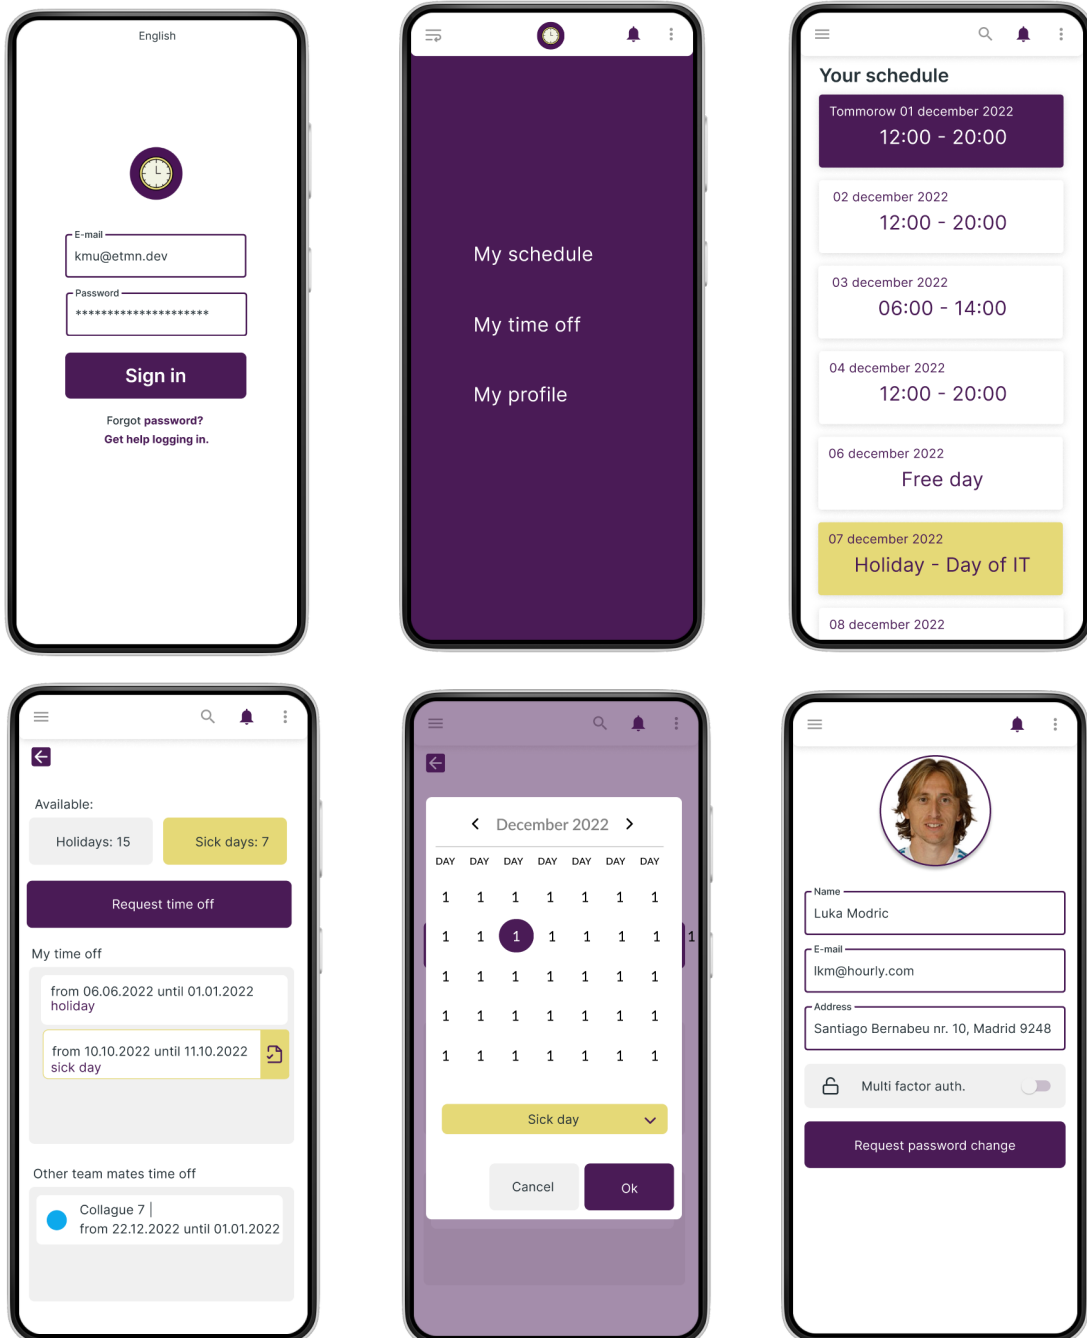 English
E-mail
kmu@etmn.dev
Password
*********************
Sign in
Forgot password?
Get help logging in.
My schedule
My time off
My profile
Your schedule
Tommorow 01 december 2022
12:00 - 20:00
02 december 2022
12:00 - 20:00
03 december 2022
06:00 - 14:00
04 december 2022
12:00 - 20:00
06 december 2022
Free day
07 december 2022
Holiday - Day of IT
08 december 2022
Available:
Holidays: 15
Sick days: 7
Request time off
My time off
from 06.06.2022 until 01.01.2022
holiday
from 10.10.2022 until 11.10.2022
sick day
Other team mates time off
Collague 7 |
from 22.12.2022 until 01.01.2022
December 2022
DAY DAY DAY DAY DAY DAY DAY
1 1 1 1 1 1 1
1 1 1 1 1 1 1 1
1 1 1 1 1 1 1
1 1 1 1 1 1 1
1 1 1 1 1 1 1
Sick day
Cancel
Ok
Name
Luka Modric
E-mail
lkm@hourly.com
Address
Santiago Bernabeu nr. 10, Madrid 9248
Multi factor auth.
Request password change